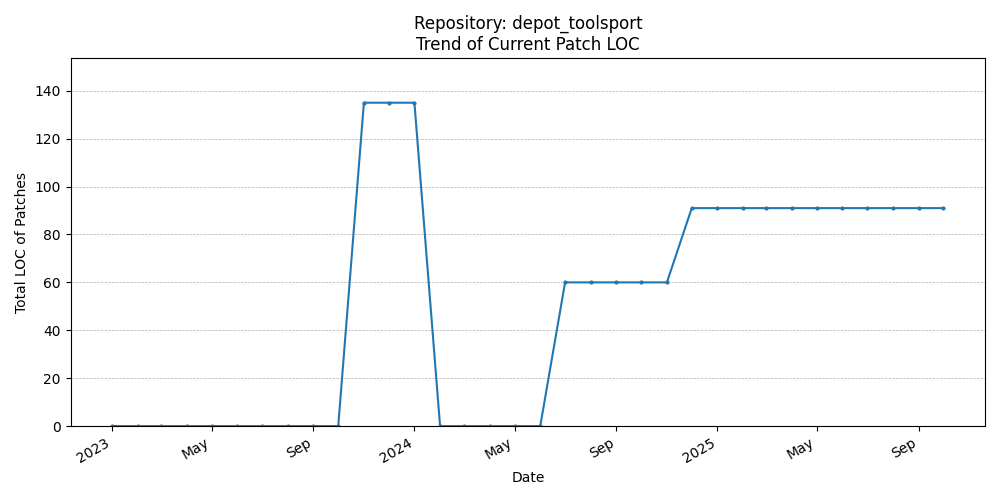 Repository: depot_toolsport
Trend of Current Patch LOC
Total LOC of Patches
140
120
100
80
60
40
20
0
2023
May
Sep
2024
May
Sep
2025
May
Sep
Date